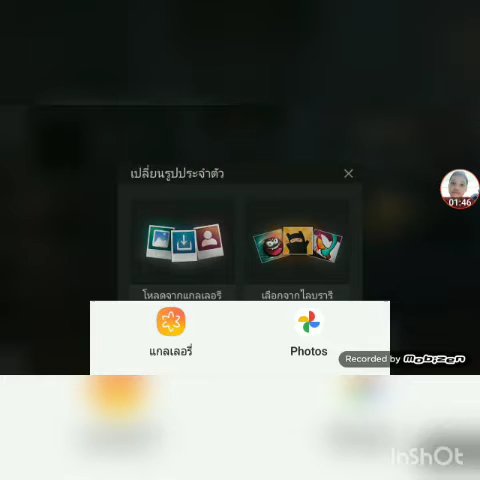 เปลี่ยนรูปประจำตัว
01:46
โหลดจากแกลเลอรี
เลือกจากไลบรารี
แกลเลอรี่
Photos
Recorded by Mobizen
InShOt